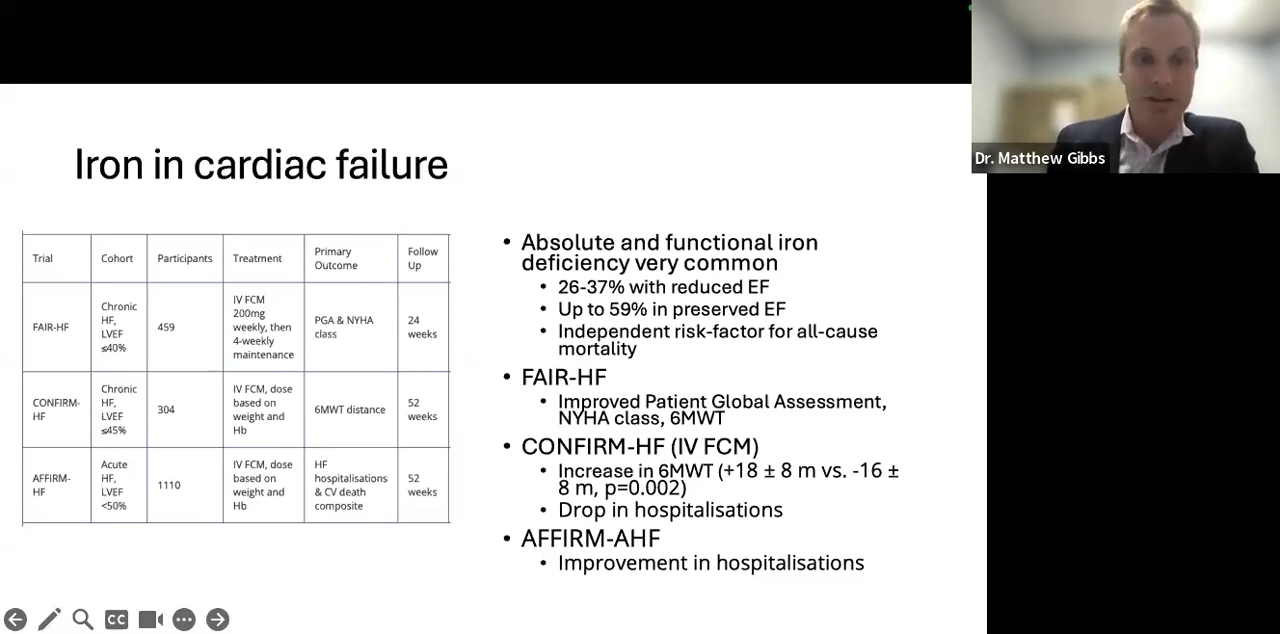 Dr. Matthew Gibbs
Iron in cardiac failure
Trial
Cohort
Participants
Treatment
Primary
Outcome
Follow
Up
FAIR-HF
Chronic
HF,
LVEF
≤40%
459
IV FCM
200mg
weekly, then
4-weekly
maintenance
PGA & NYHA
class
24
weeks
CONFIRM-
HF
Chronic
HF,
LVEF
≤45%
304
IV FCM, dose
based on
weight and
Hb
6MWT distance
52
weeks
AFFIRM-
HF
Acute
HF,
LVEF
<50%
1110
IV FCM, dose
based on
weight and
Hb
HF
hospitalisations
& CV death
composite
52
weeks
• Absolute and functional iron
deficiency very common
• 26-37% with reduced EF
• Up to 59% in preserved EF
• Independent risk-factor for all-cause
mortality
• FAIR-HF
• Improved Patient Global Assessment,
NYHA class, 6MWT
• CONFIRM-HF (IV FCM)
• Increase in 6MWT (+18 ± 8 m vs. -16 ±
8 m, p=0.002)
• Drop in hospitalisations
• AFFIRM-AHF
• Improvement in hospitalisations
CC